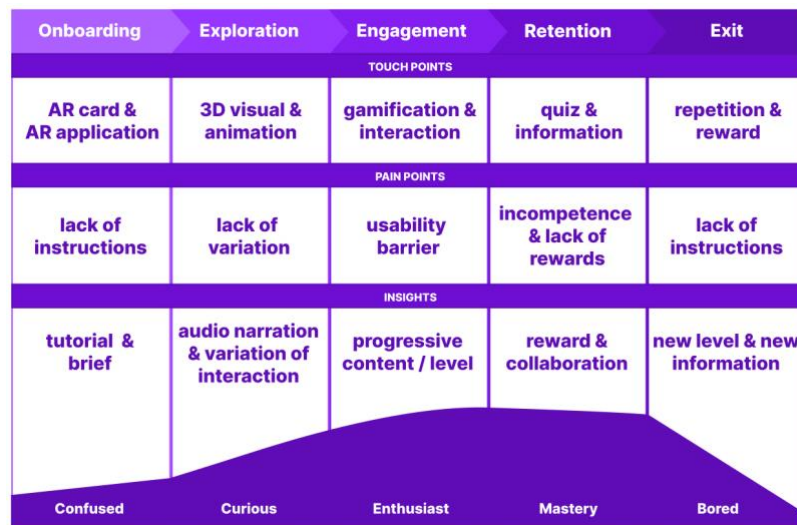 Onboarding
Exploration
Engagement
Retention
Exit
TOUCH POINTS
AR card &
AR application
3D visual &
animation
gamification &
interaction
quiz &
information
repetition &
reward
PAIN POINTS
lack of
instructions
lack of
variation
usability
barrier
incompetence
& lack of
rewards
lack of
instructions
INSIGHTS
tutorial &
brief
audio narration
& variation of
interaction
progressive
content / level
reward &
collaboration
new level & new
information
Confused
Curious
Enthusiast
Mastery
Bored